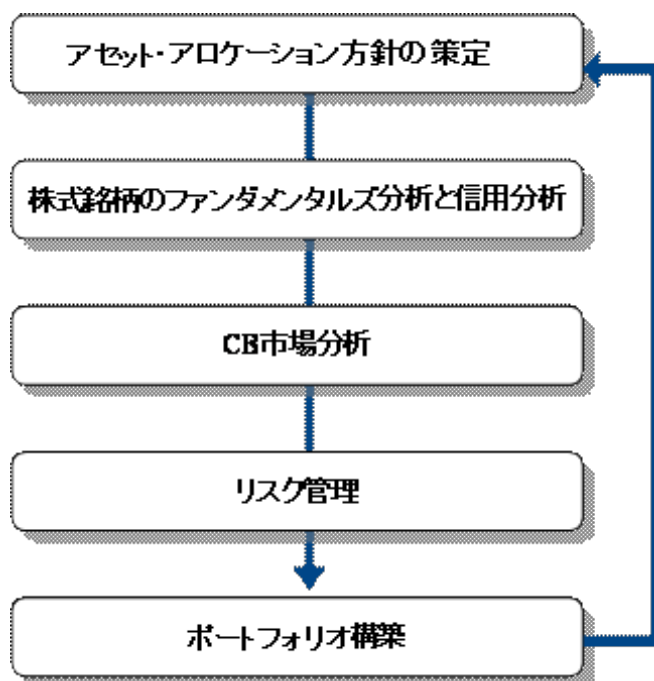 アセット・アロケーション方針の策定
株式銘柄のファンダメンタルズ分析と信用分析
CB市場分析
リスク管理
ポートフォリオ構築